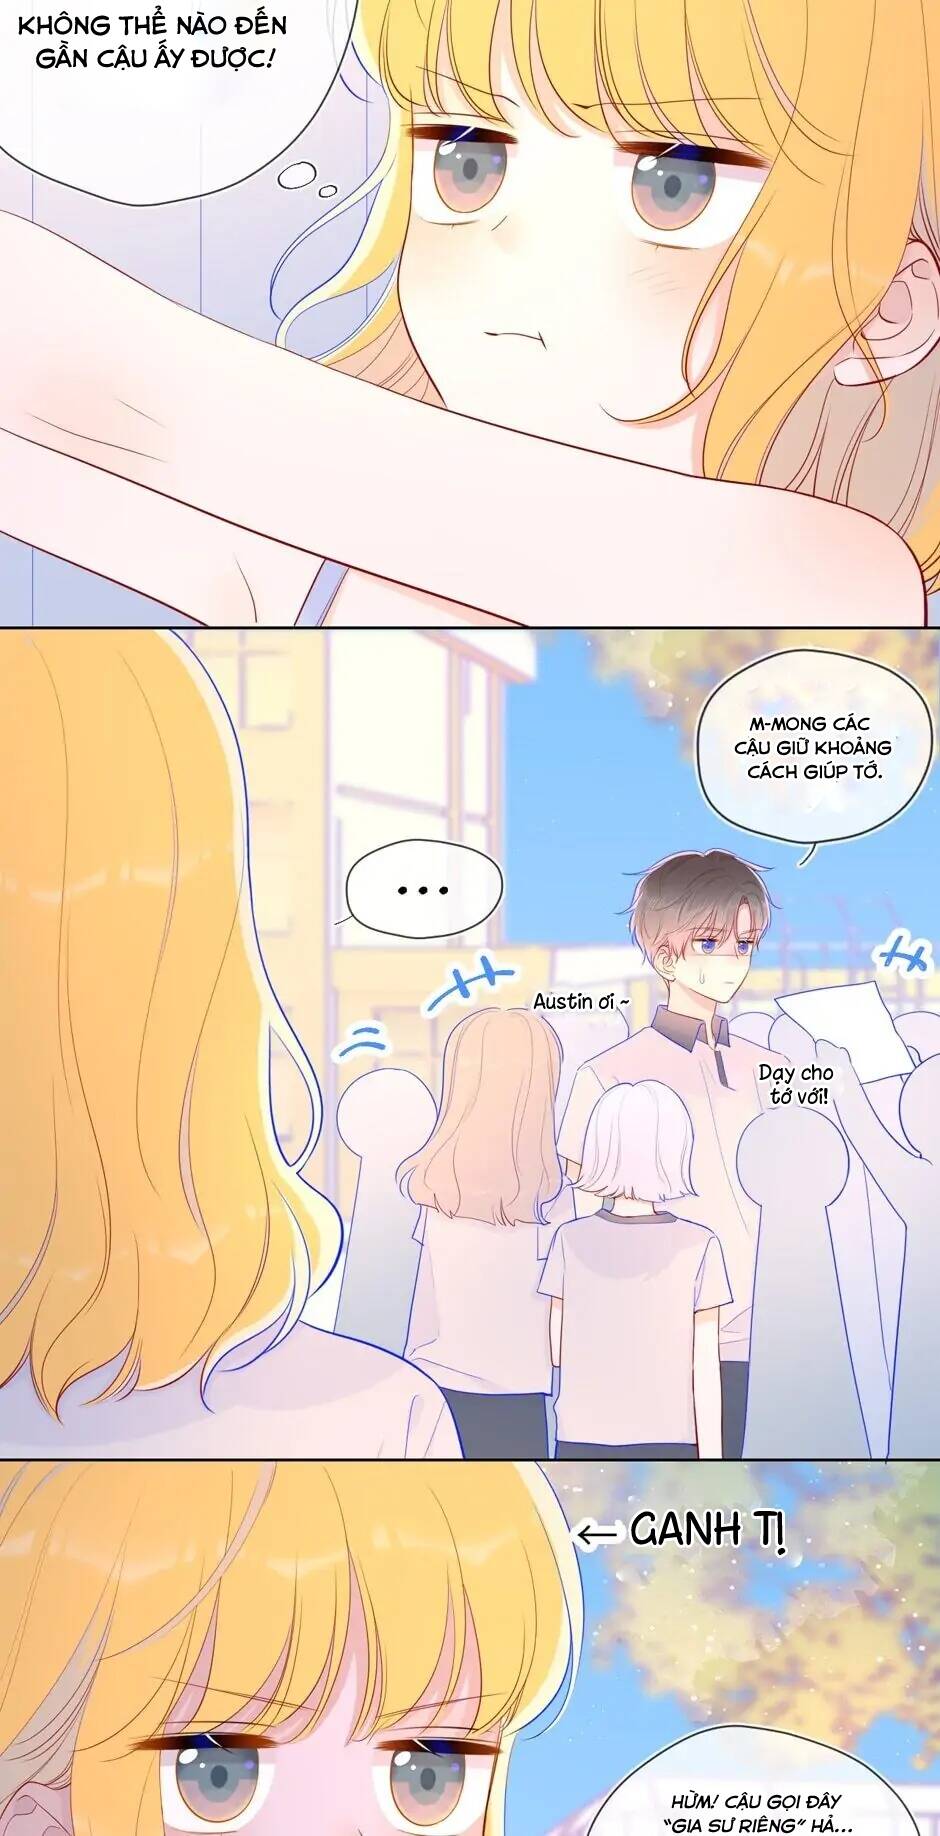 KHÔNG THỂ NÀO ĐẾN
GẦN CẬU ẤY ĐƯỢC!
M-MONG CÁC
CẬU GIỮ KHOẢNG
CÁCH GIÚP TỚ.
...
Austin ơi ~
Dạy cho
tớ với!
← GANH TỊ
HỪM! CẬU GỌI ĐÂY
"GIA SƯ RIÊNG" HẢ...